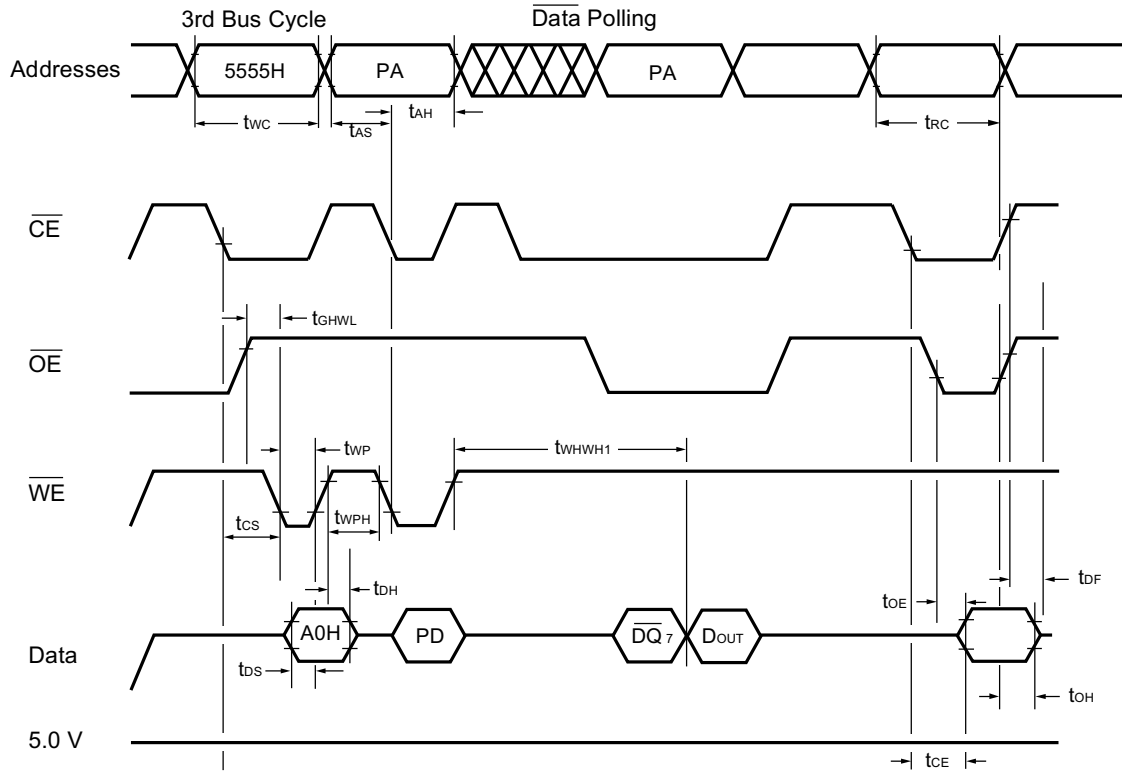 3rd Bus Cycle
Data Polling
Addresses
5555H
PA
PA
tWC
tAS
tAH
tRC
CE
tGHWL
OE
tWP
tWHWH1
WE
tCS
tWPH
tDH
tOE
tDF
Data
A0H
PD
DQ7
DOUT
tDS
tOH
5.0 V
tCE